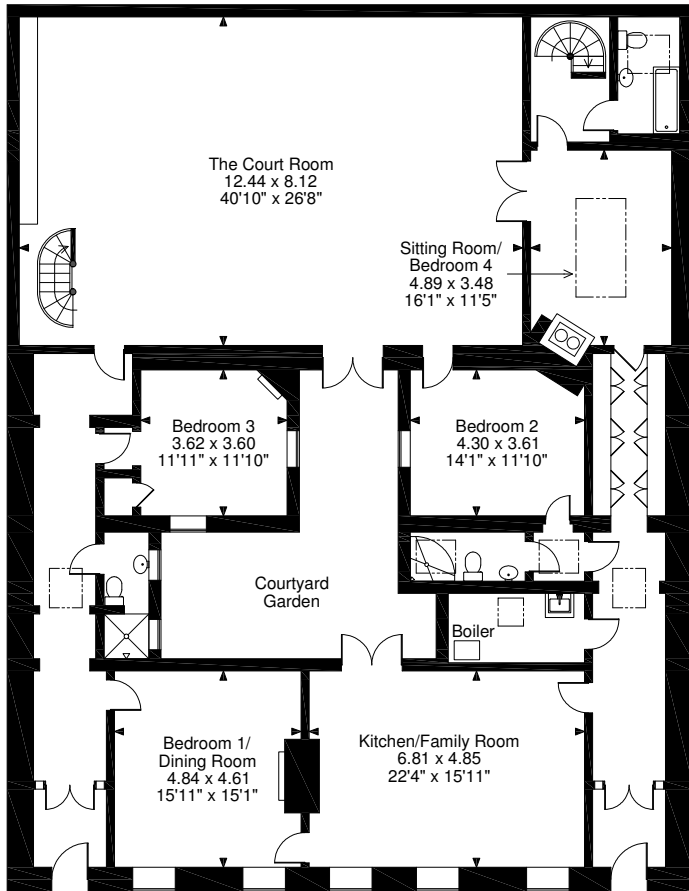 The Court Room
12.44 x 8.12
40'10" x 26'8"
Sitting Room/
Bedroom 4
4.89 x 3.48
16'1" x 11'5"
Bedroom 3
3.62 x 3.60
11'11" x 11'10"
Bedroom 2
4.30 x 3.61
14'1" x 11'10"
Courtyard
Garden
Boiler
Bedroom 1/
Dining Room
4.84 x 4.61
15'11" x 15'1"
Kitchen/Family Room
6.81 x 4.85
22'4" x 15'11"